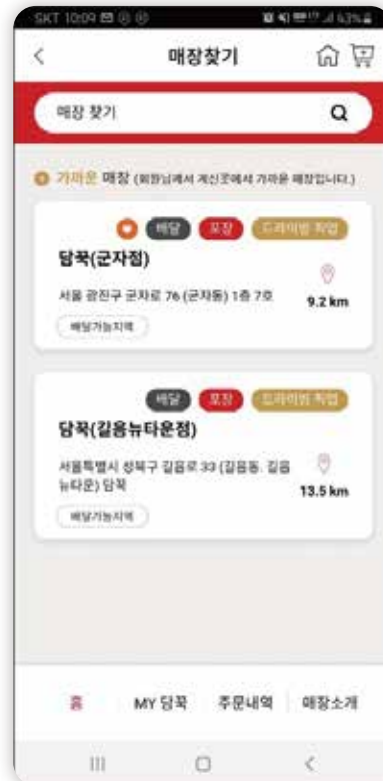 SKT 10:09
매장찾기
매장 찾기
가까운 매장 (회원님께서 계신곳에서 가까운 매장입니다.)
배달 포장 드라이빙 픽업
담꾹(군자점)
서울 광진구 군자로 76 (군자동) 1층 7호
9.2 km
배달가능지역
배달 포장 드라이빙 픽업
담꾹(길음뉴타운점)
서울특별시 성북구 길음로 33 (길음동, 길음
뉴타운) 담꾹
13.5 km
배달가능지역
홈 MY 담꾹 주문내역 매장소개